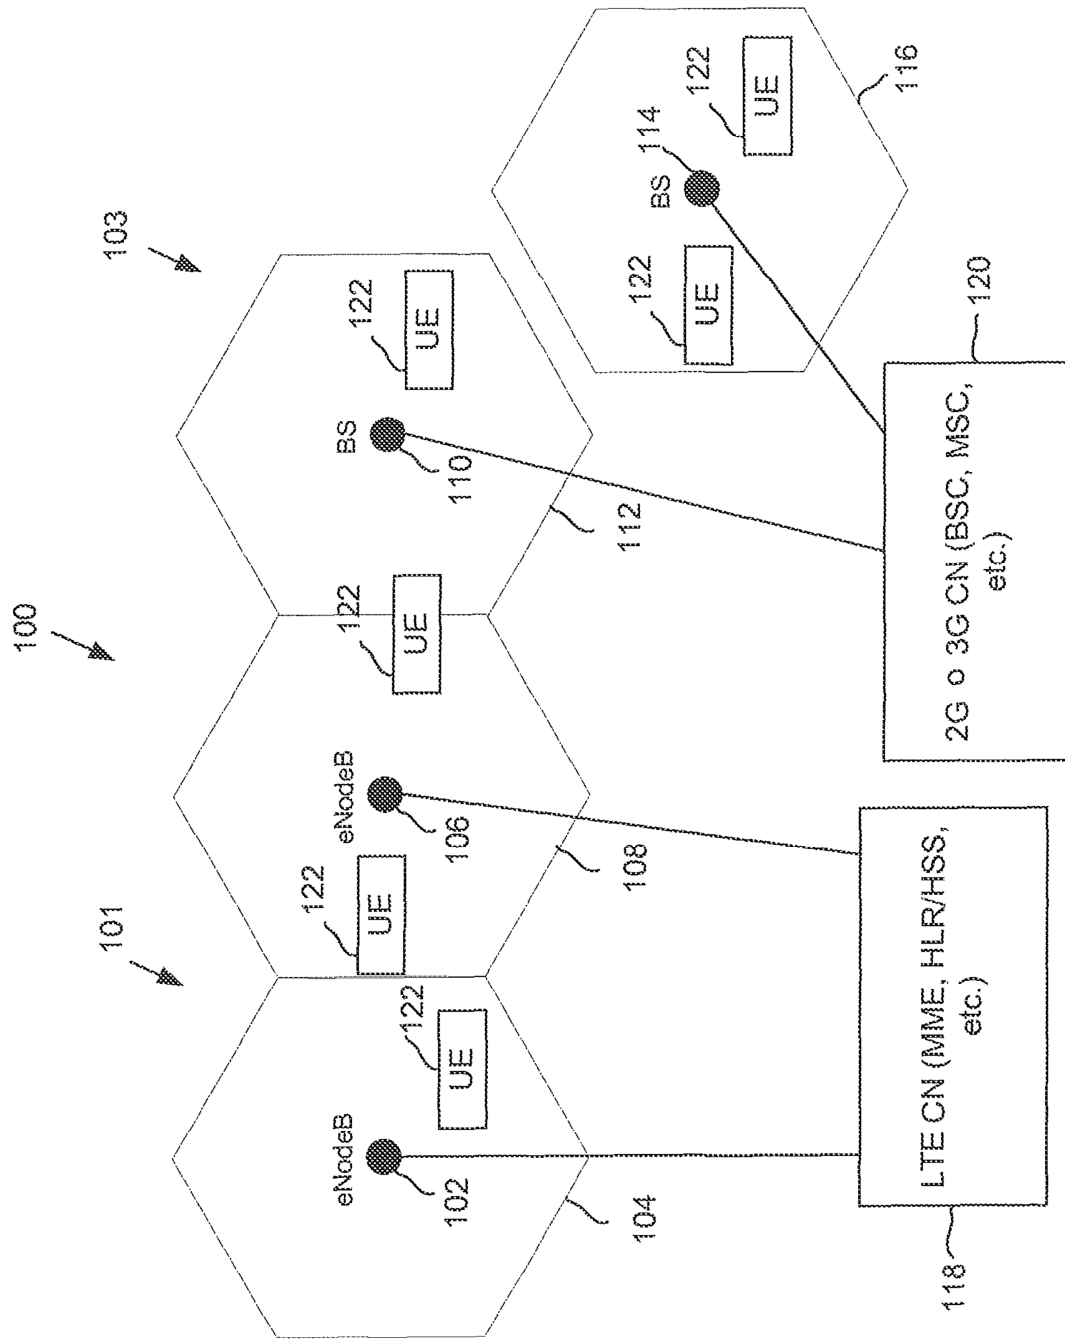 100
101
103
122
eNodeB
eNodeB
122
BS
122
UE
122
UE
UE
102
106
110
UE
104
108
112
122
BS
114
122
UE
UE
116
LTE CN (MME, HLR/HSS,
etc.)
118
2G o 3G CN (BSC, MSC,
etc.)
120